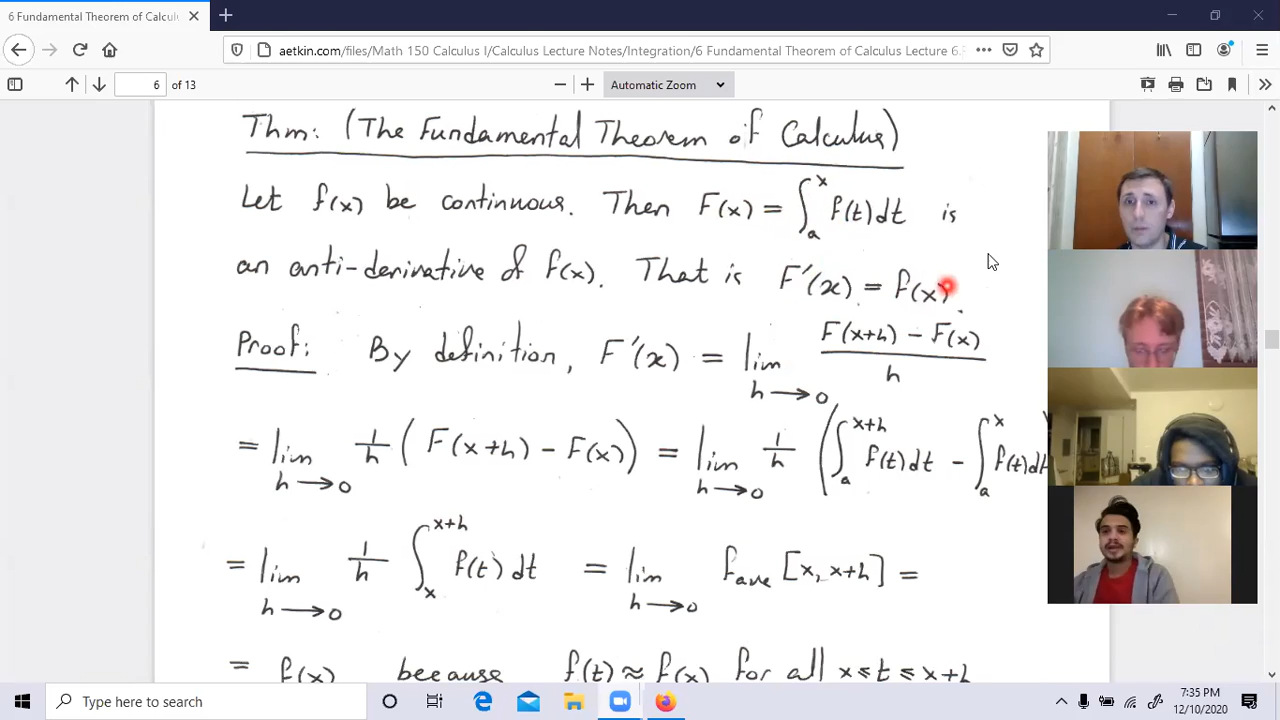 6 Fundamental Theorem of Calcul
aetkin.com/files/Math 150 Calculus I/Calculus Lecture Notes/Integration/6 Fundamental Theorem of Calculus Lecture 6.
6 of 13
Automatic Zoom
Thm: (The Fundamental Theorem of Calculus)
Let f(x) be continuous. Then F(x) = ∫_a^x f(t)dt is
an anti-derivative of f(x). That is F'(x) = f(x).
Proof: By definition, F'(x) = lim_{h→0} (F(x+h) - F(x))/h
= lim_{h→0} 1/h (F(x+h) - F(x)) = lim_{h→0} 1/h (∫_a^{x+h} f(t)dt - ∫_a^x f(t)dt
= lim_{h→0} 1/h ∫_x^{x+h} f(t)dt = lim_{h→0} f_ave [x, x+h] =
= f(x) because f(t) ≈ f(x) for all x ≤ t ≤ x+h
Type here to search
7:35 PM
12/10/2020